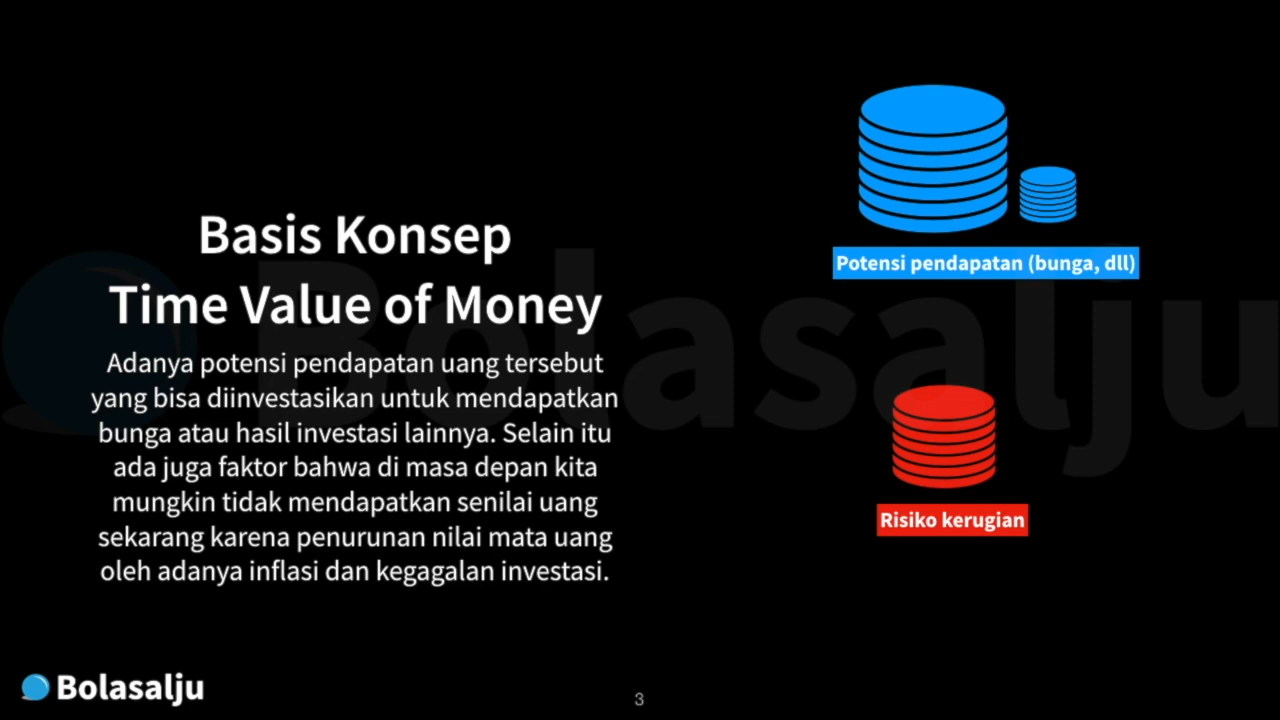 Basis Konsep
Time Value of Money
Adanya potensi pendapatan uang tersebut
yang bisa diinvestasikan untuk mendapatkan
bunga atau hasil investasi lainnya. Selain itu
ada juga faktor bahwa di masa depan kita
mungkin tidak mendapatkan senilai uang
sekarang karena penurunan nilai mata uang
oleh adanya inflasi dan kegagalan investasi.
Potensi pendapatan (bunga, dll)
Risiko kerugian
Bolasalju
Bolasalju
3